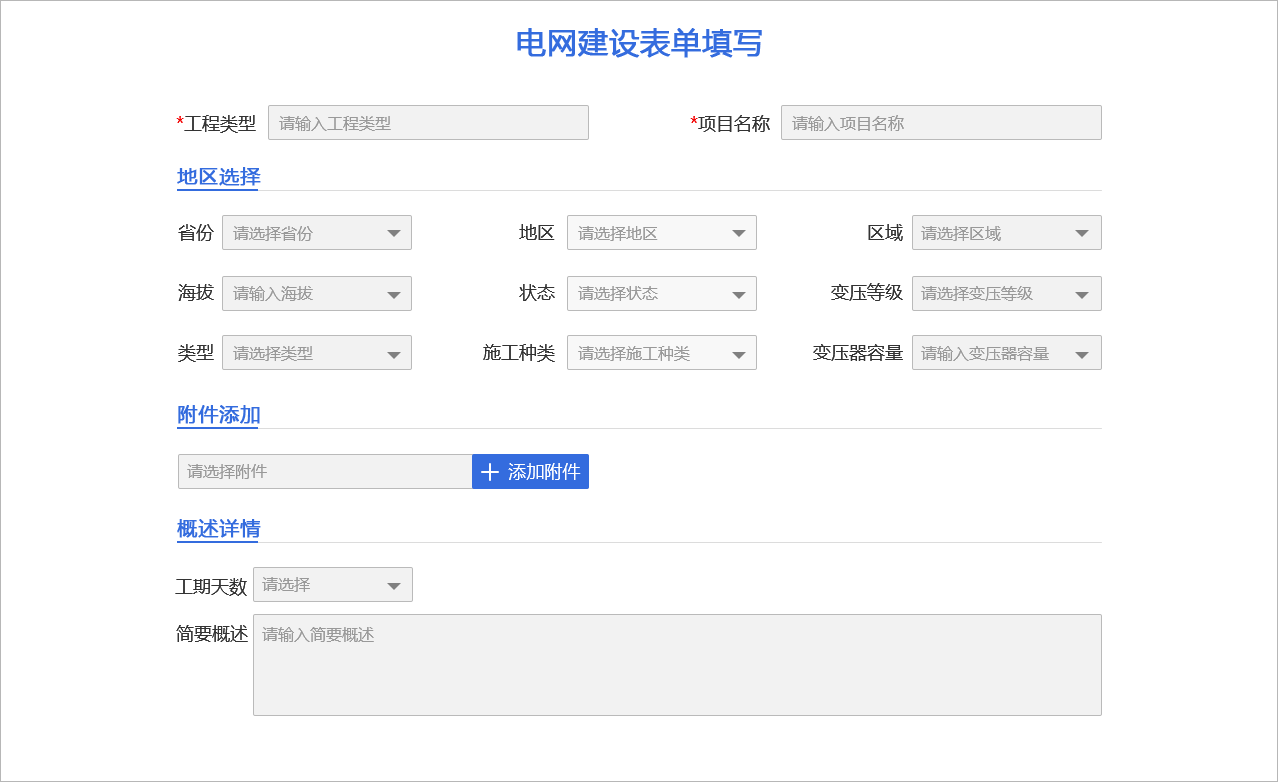 电网建设表单填写
*工程类型 请输入工程类型 *项目名称 请输入项目名称
地区选择
省份 请选择省份 地区 请选择地区 区域 请选择区域
海拔 请输入海拔 状态 请选择状态 变压等级 请选择变压等级
类型 请选择类型 施工种类 请选择施工种类 变压器容量 请输入变压器容量
附件添加
请选择附件 添加附件
概述详情
工期天数 请选择
简要概述 请输入简要概述